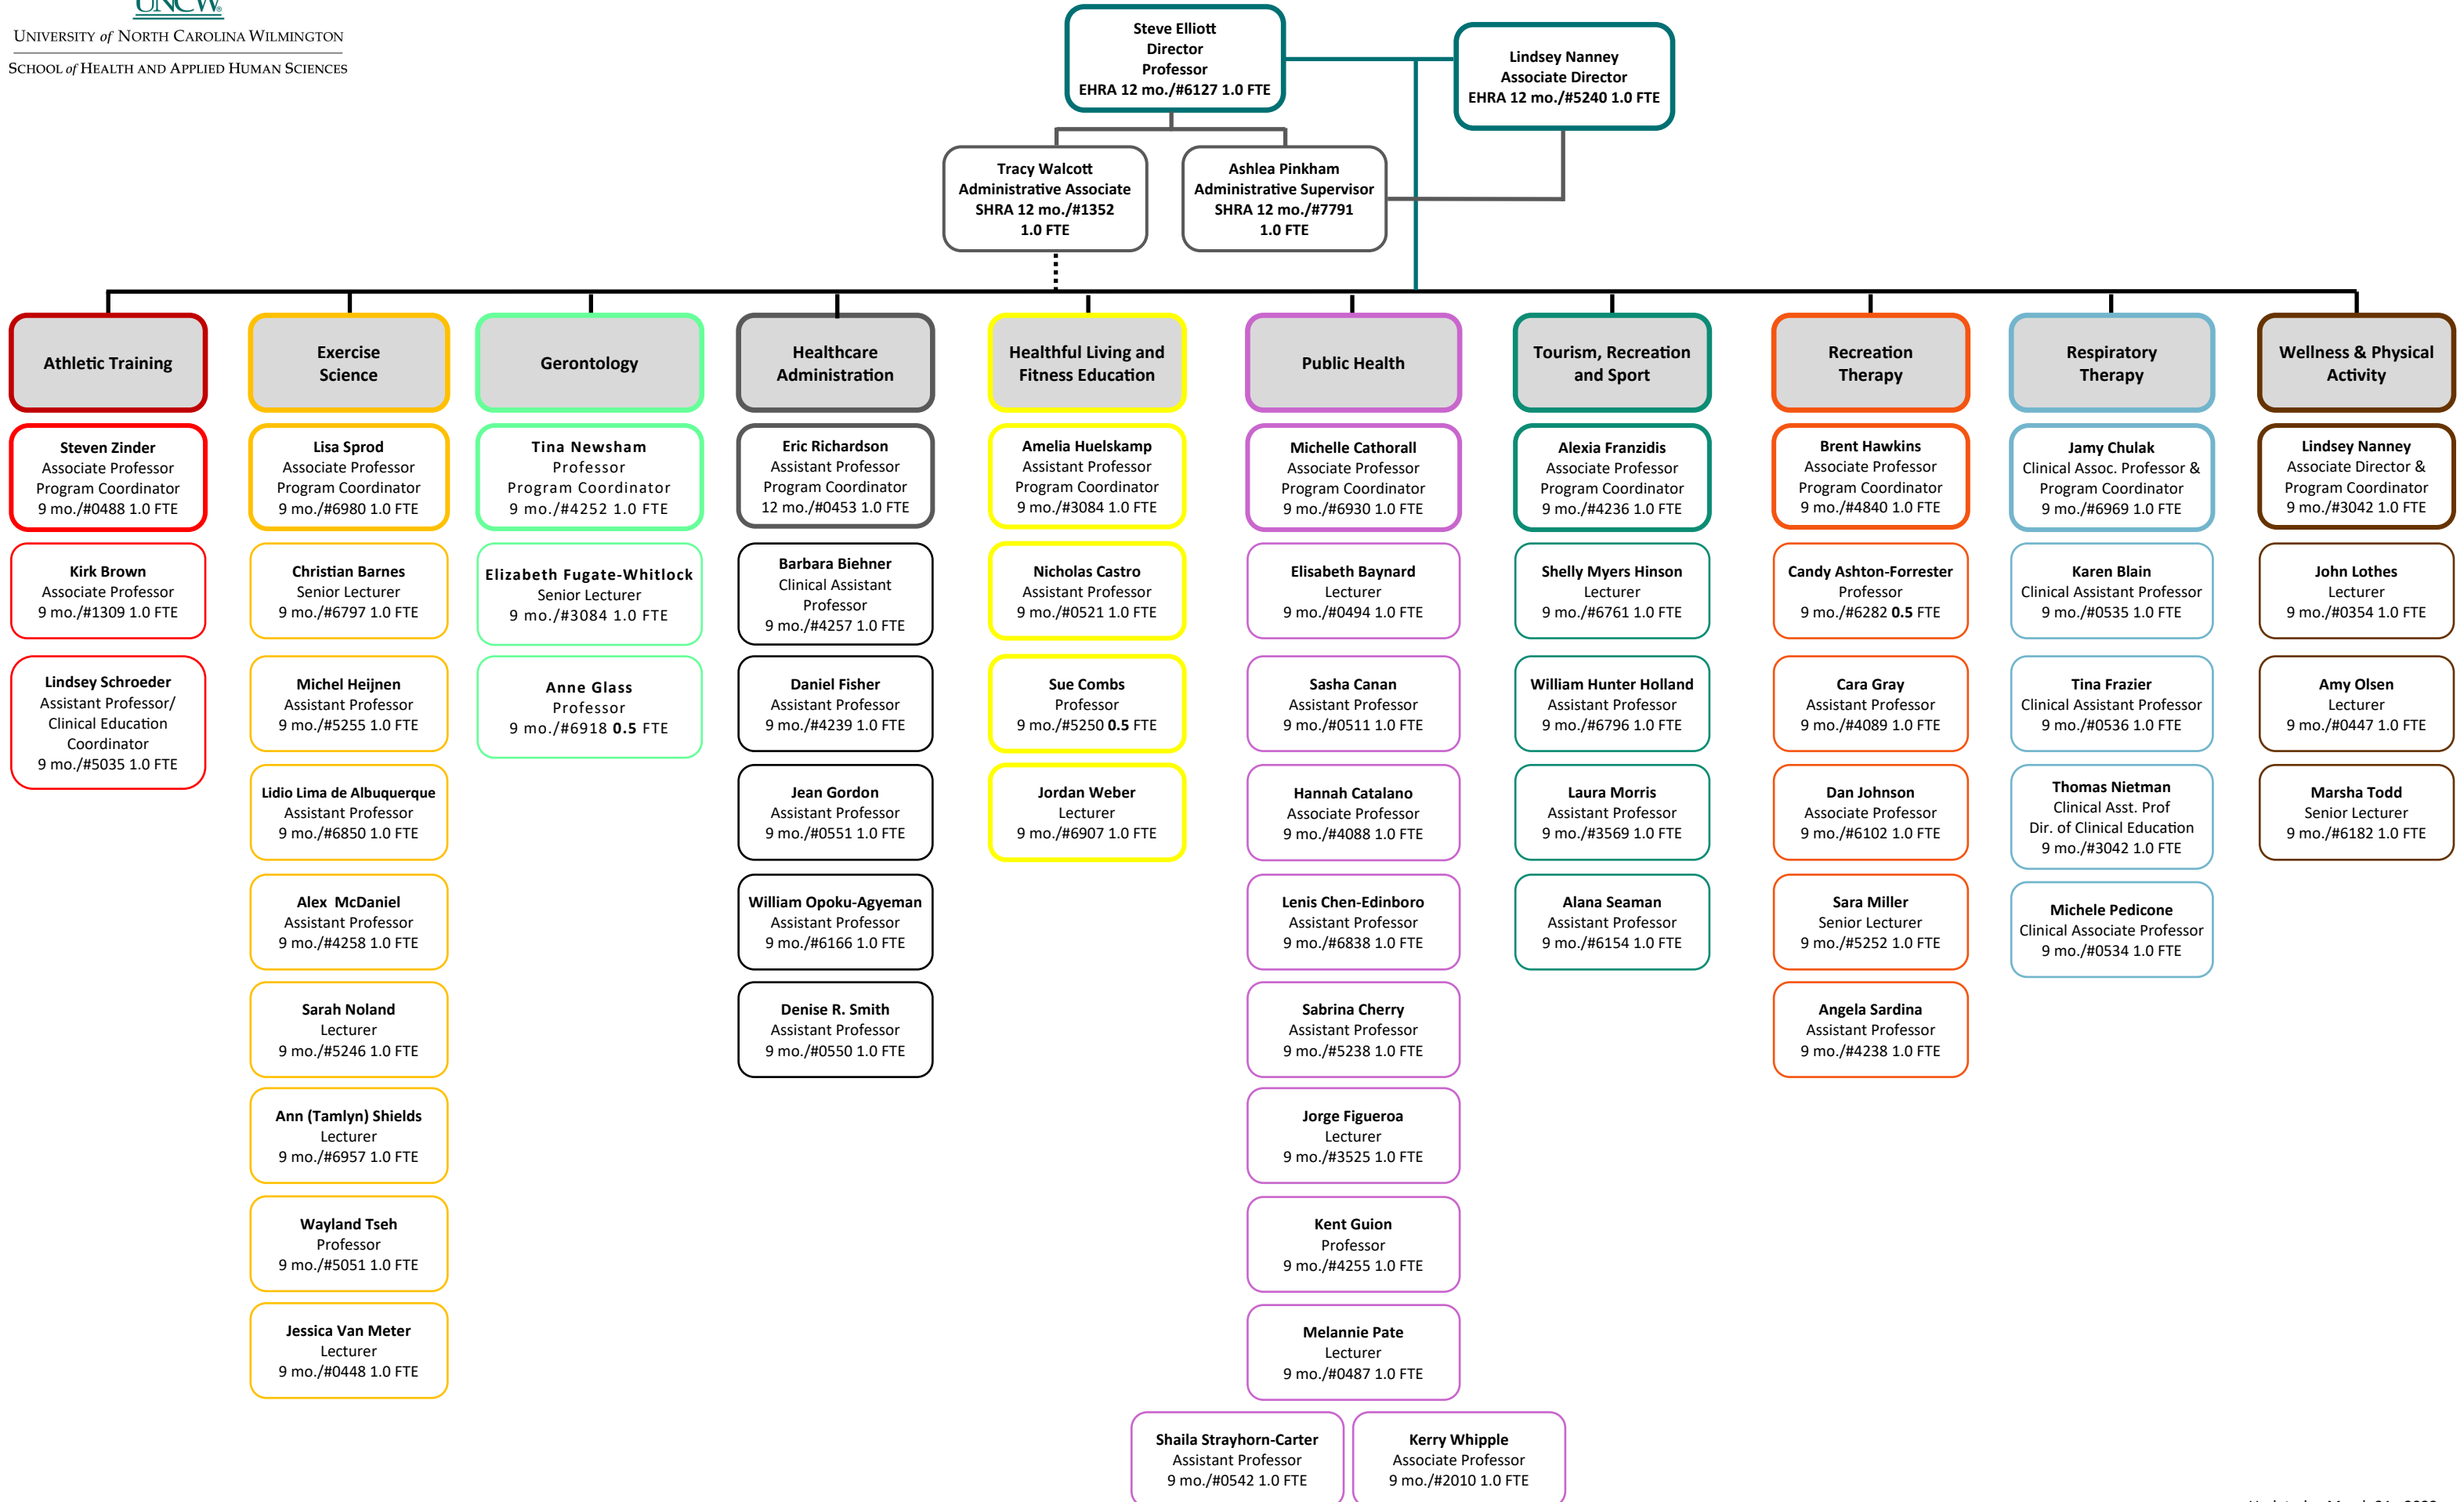 UNCW
UNIVERSITY of NORTH CAROLINA WILMINGTON
SCHOOL of HEALTH AND APPLIED HUMAN SCIENCES
Steve Elliott
Director
Professor
EHRA 12 mo./#6127 1.0 FTE
Lindsey Nanney
Associate Director
EHRA 12 mo./#5240 1.0 FTE
Tracy Walcott
Administrative Associate
SHRA 12 mo./#1352
1.0 FTE
Ashlea Pinkham
Administrative Supervisor
SHRA 12 mo./#7791
1.0 FTE
Athletic Training
Steven Zinder
Associate Professor
Program Coordinator
9 mo./#0488 1.0 FTE
Kirk Brown
Associate Professor
9 mo./#1309 1.0 FTE
Lindsey Schroeder
Assistant Professor/
Clinical Education
Coordinator
9 mo./#5035 1.0 FTE
Exercise
Science
Lisa Sprod
Associate Professor
Program Coordinator
9 mo./#6980 1.0 FTE
Christian Barnes
Senior Lecturer
9 mo./#6797 1.0 FTE
Michel Heijnen
Assistant Professor
9 mo./#5255 1.0 FTE
Lidio Lima de Albuquerque
Assistant Professor
9 mo./#6850 1.0 FTE
Alex McDaniel
Assistant Professor
9 mo./#4258 1.0 FTE
Sarah Noland
Lecturer
9 mo./#5246 1.0 FTE
Ann (Tamlyn) Shields
Lecturer
9 mo./#6957 1.0 FTE
Wayland Tseh
Professor
9 mo./#5051 1.0 FTE
Jessica Van Meter
Lecturer
9 mo./#0448 1.0 FTE
Gerontology
Tina Newsham
Professor
Program Coordinator
9 mo./#4252 1.0 FTE
Elizabeth Fugate-Whitlock
Senior Lecturer
9 mo./#3084 1.0 FTE
Anne Glass
Professor
9 mo./#6918 0.5 FTE
Healthcare
Administration
Eric Richardson
Assistant Professor
Program Coordinator
12 mo./#0453 1.0 FTE
Barbara Biehner
Clinical Assistant
Professor
9 mo./#4257 1.0 FTE
Daniel Fisher
Assistant Professor
9 mo./#4239 1.0 FTE
Jean Gordon
Assistant Professor
9 mo./#0551 1.0 FTE
William Opoku-Agyeman
Assistant Professor
9 mo./#6166 1.0 FTE
Denise R. Smith
Assistant Professor
9 mo./#0550 1.0 FTE
Healthful Living and
Fitness Education
Amelia Huelskamp
Assistant Professor
Program Coordinator
9 mo./#3084 1.0 FTE
Nicholas Castro
Assistant Professor
9 mo./#0521 1.0 FTE
Sue Combs
Professor
9 mo./#5250 0.5 FTE
Jordan Weber
Lecturer
9 mo./#6907 1.0 FTE
Public Health
Michelle Cathorall
Associate Professor
Program Coordinator
9 mo./#6930 1.0 FTE
Elisabeth Baynard
Lecturer
9 mo./#0494 1.0 FTE
Sasha Canan
Assistant Professor
9 mo./#0511 1.0 FTE
Hannah Catalano
Associate Professor
9 mo./#4088 1.0 FTE
Lenis Chen-Edinboro
Assistant Professor
9 mo./#6838 1.0 FTE
Sabrina Cherry
Assistant Professor
9 mo./#5238 1.0 FTE
Jorge Figueroa
Lecturer
9 mo./#3525 1.0 FTE
Kent Guion
Professor
9 mo./#4255 1.0 FTE
Melannie Pate
Lecturer
9 mo./#0487 1.0 FTE
Shaila Strayhorn-Carter
Assistant Professor
9 mo./#0542 1.0 FTE
Kerry Whipple
Associate Professor
9 mo./#2010 1.0 FTE
Tourism, Recreation
and Sport
Alexia Franzidis
Associate Professor
Program Coordinator
9 mo./#4236 1.0 FTE
Shelly Myers Hinson
Lecturer
9 mo./#6761 1.0 FTE
William Hunter Holland
Assistant Professor
9 mo./#6796 1.0 FTE
Laura Morris
Assistant Professor
9 mo./#3569 1.0 FTE
Alana Seaman
Assistant Professor
9 mo./#6154 1.0 FTE
Recreation
Therapy
Brent Hawkins
Associate Professor
Program Coordinator
9 mo./#4840 1.0 FTE
Candy Ashton-Forrester
Professor
9 mo./#6282 0.5 FTE
Cara Gray
Assistant Professor
9 mo./#4089 1.0 FTE
Dan Johnson
Associate Professor
9 mo./#6102 1.0 FTE
Sara Miller
Senior Lecturer
9 mo./#5252 1.0 FTE
Angela Sardina
Assistant Professor
9 mo./#4238 1.0 FTE
Respiratory
Therapy
Jamy Chulak
Clinical Assoc. Professor &
Program Coordinator
9 mo./#6969 1.0 FTE
Karen Blain
Clinical Assistant Professor
9 mo./#0535 1.0 FTE
Tina Frazier
Clinical Assistant Professor
9 mo./#0536 1.0 FTE
Thomas Nietman
Clinical Asst. Prof
Dir. of Clinical Education
9 mo./#3042 1.0 FTE
Michele Pedicone
Clinical Associate Professor
9 mo./#0534 1.0 FTE
Wellness & Physical
Activity
Lindsey Nanney
Associate Director &
Program Coordinator
9 mo./#3042 1.0 FTE
John Lothes
Lecturer
9 mo./#0354 1.0 FTE
Amy Olsen
Lecturer
9 mo./#0447 1.0 FTE
Marsha Todd
Senior Lecturer
9 mo./#6182 1.0 FTE